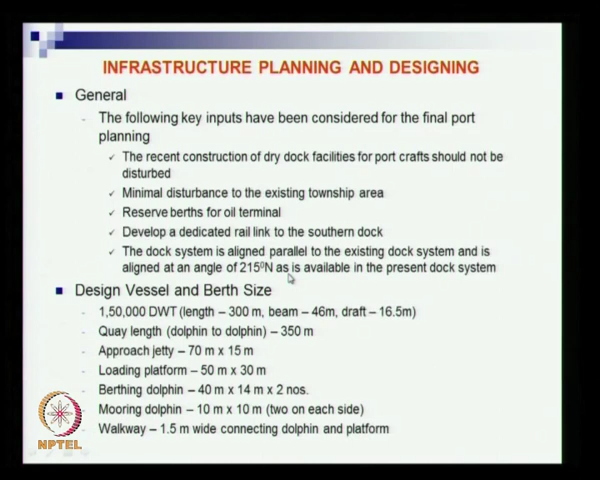 INFRASTRUCTURE PLANNING AND DESIGNING
General
The following key inputs have been considered for the final port
planning
The recent construction of dry dock facilities for port crafts should not be
disturbed
Minimal disturbance to the existing township area
Reserve berths for oil terminal
Develop a dedicated rail link to the southern dock
The dock system is aligned parallel to the existing dock system and is
aligned at an angle of 215⁰N as is available in the present dock system
Design Vessel and Berth Size
1,50,000 DWT (length – 300 m, beam – 46m, draft – 16.5m)
Quay length (dolphin to dolphin) – 350 m
Approach jetty – 70 m x 15 m
Loading platform – 50 m x 30 m
Berthing dolphin – 40 m x 14 m x 2 nos.
Mooring dolphin – 10 m x 10 m (two on each side)
Walkway – 1.5 m wide connecting dolphin and platform
NPTEL